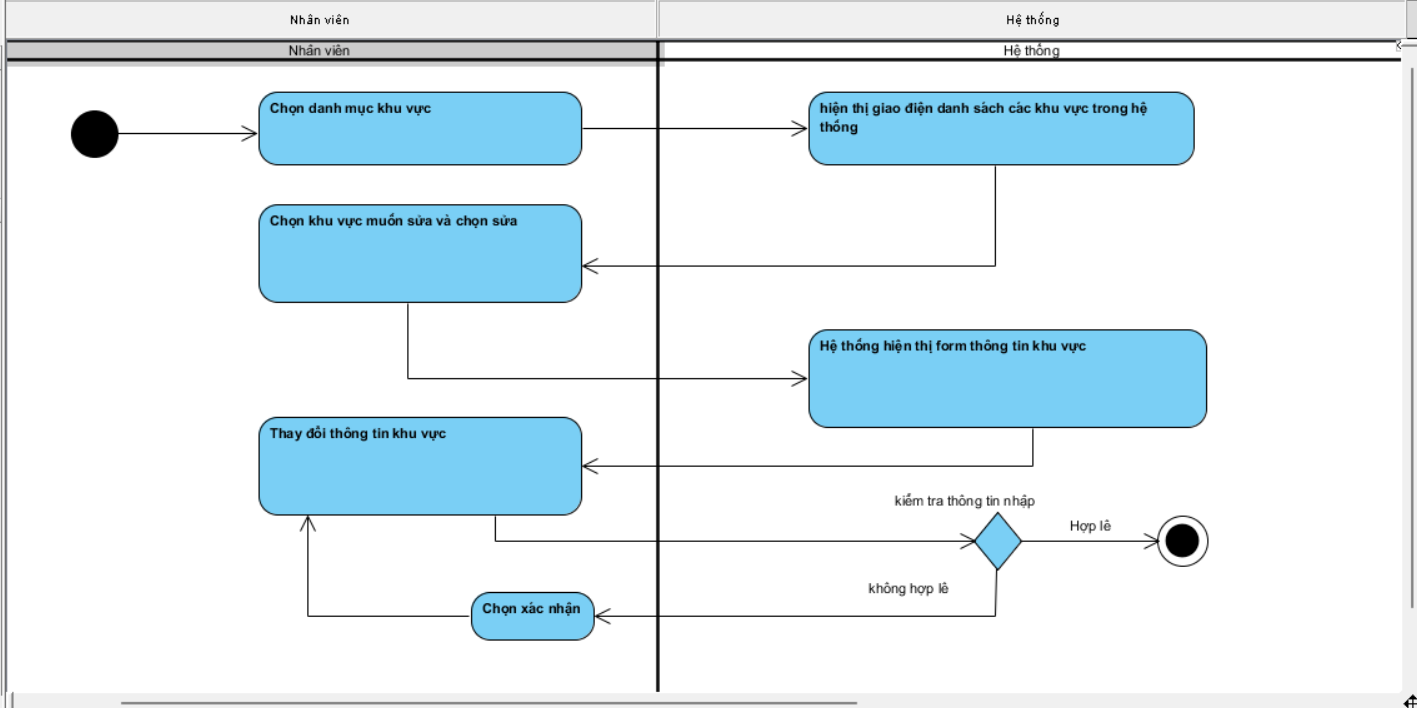 Nhân viên
Hệ thống
Nhân viên
Hệ thống
Chọn danh mục khu vực
hiện thị giao điện danh sách các khu vực trong hệ
thống
Chọn khu vực muốn sửa và chọn sửa
Hệ thống hiện thị form thông tin khu vực
Thay đổi thông tin khu vực
kiểm tra thông tin nhập
Hợp lê
không hợp lê
Chọn xác nhận